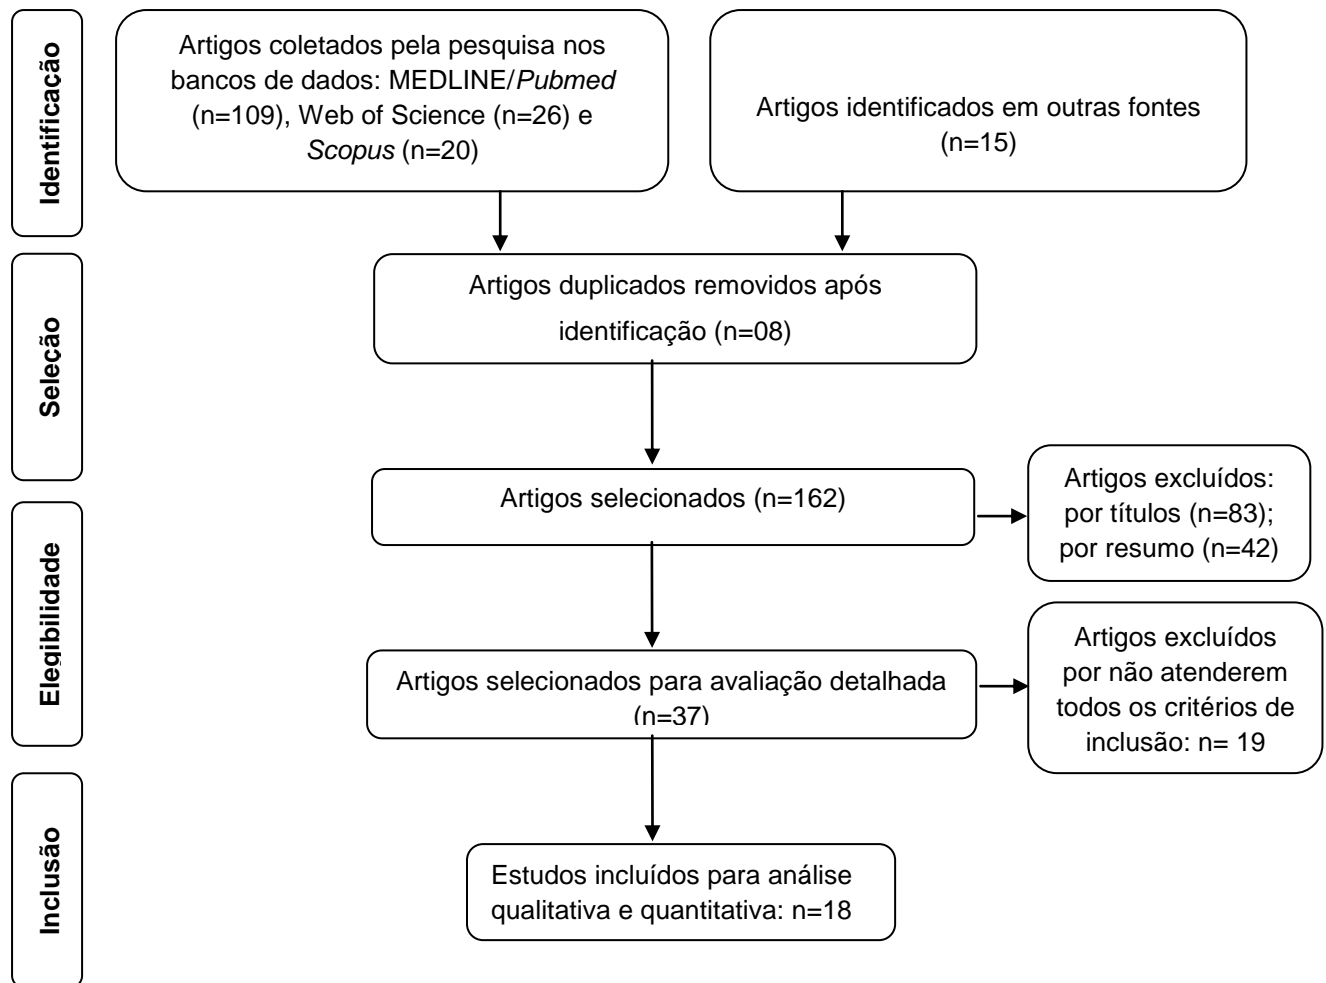 Identificação
Artigos coletados pela pesquisa nos
bancos de dados: MEDLINE/Pubmed
(n=109), Web of Science (n=26) e
Scopus (n=20)
Artigos identificados em outras fontes
(n=15)
Seleção
Artigos duplicados removidos após
identificação (n=08)
Artigos selecionados (n=162)
Artigos excluídos:
por títulos (n=83);
por resumo (n=42)
Elegibilidade
Artigos selecionados para avaliação detalhada
(n=37)
Artigos excluídos
por não atenderem
todos os critérios de
inclusão: n= 19
Inclusão
Estudos incluídos para análise
qualitativa e quantitativa: n=18